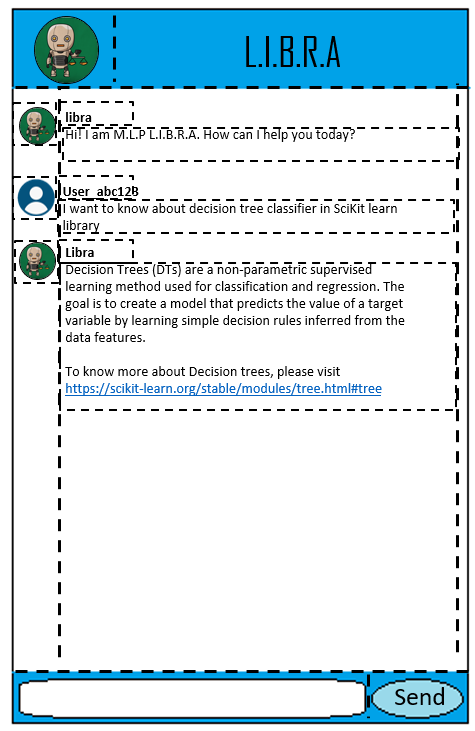 L.I.B.R.A
libra
Hi! I am M.L.P L.I.B.R.A. How can I help you today?
User_abc123
I want to know about decision tree classifier in SciKit learn
library
Libra
Decision Trees (DTs) are a non-parametric supervised
learning method used for classification and regression. The
goal is to create a model that predicts the value of a target
variable by learning simple decision rules inferred from the
data features.
To know more about Decision trees, please visit
https://scikit-learn.org/stable/modules/tree.html#tree
Send